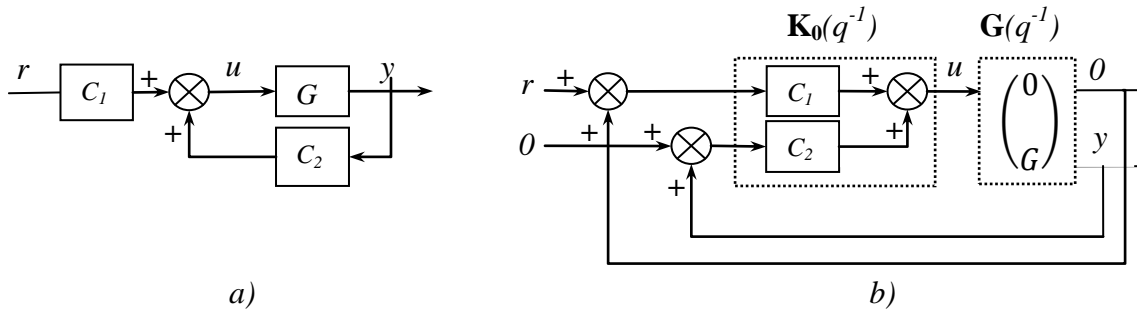 K₀(q⁻¹) G(q⁻¹)
r C₁ + u G y
+ C₂
r + C₁ + u 0
0 + + C₂ + (0 G) y
+
a) b)